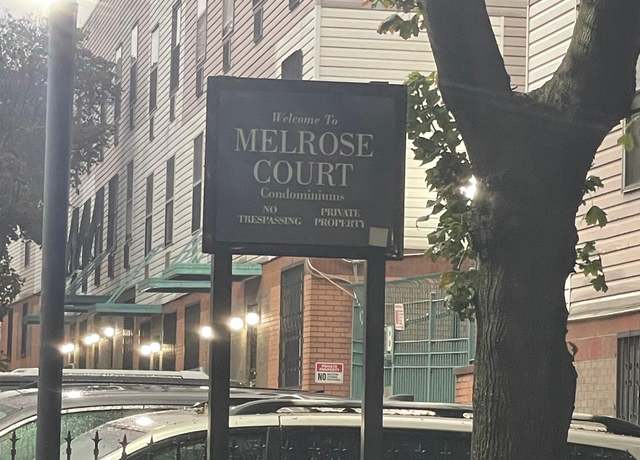 Welcome To
MELROSE
COURT
Condominiums
NO PRIVATE
TRESPASSING PROPERTY
NO